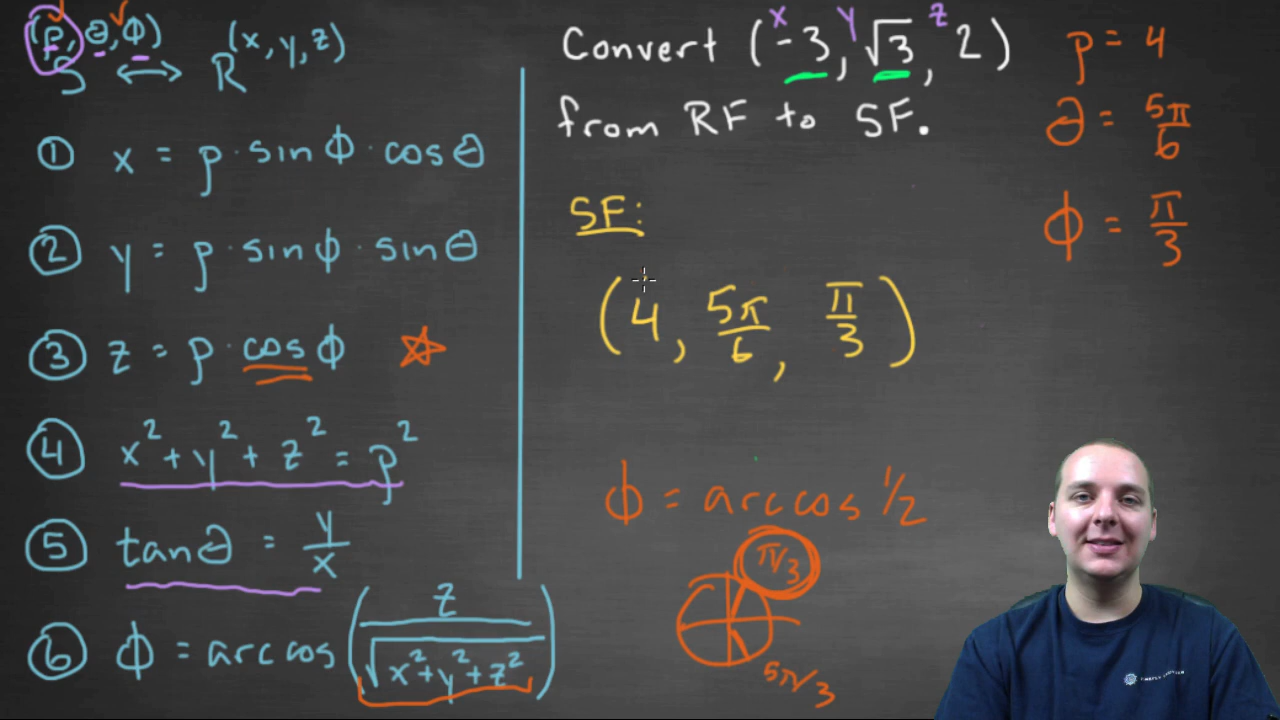 (ρ, θ, φ)
S ↔ R (x, y, z)
① x = ρ · sin φ · cos θ
② y = ρ · sin φ · sin θ
③ z = ρ · cos φ ☆
④ x² + y² + z² = ρ²
⑤ tan θ = y/x
⑥ φ = arccos (z / √(x² + y² + z²))
x y z
Convert (-3, √3, 2)
from RF to SF.
SF:
(4, 5π/6, π/3)
φ = arccos 1/2
π/3
5π/3
ρ = 4
θ = 5π/6
φ = π/3